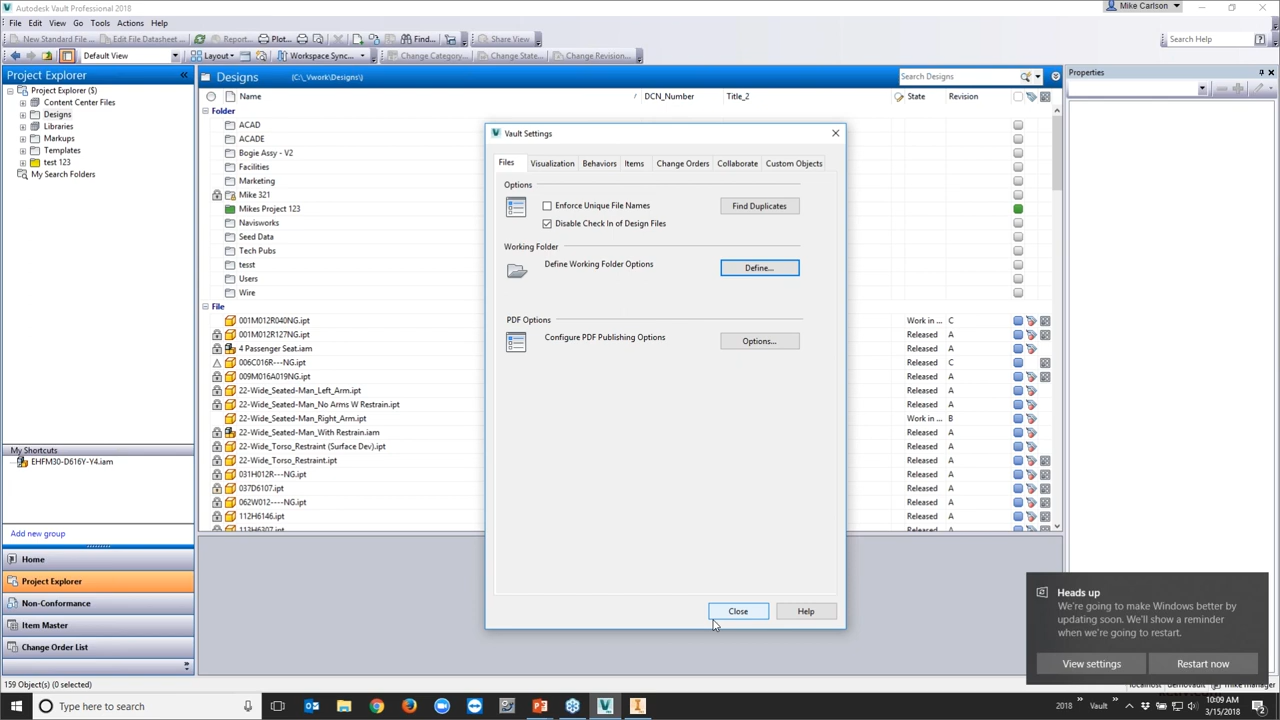 Autodesk Vault Professional 2018
Mike Carlson
File Edit View Go Tools Actions Help
New Standard File... Edit File Datasheet... Report... Plot... Find... Share View
Search Help
Default View Layout Workspace Sync... Change Category... Change State... Change Revision...
Project Explorer
Designs (C:\_Vwork\Designs\)
Search Designs
Properties
Project Explorer ($)
Content Center Files
Designs
Libraries
Markups
Templates
test 123
My Search Folders
Name DCN_Number Title_2 State Revision
Folder
ACAD
ACADE
Bogie Assy - V2
Facilities
Marketing
Mike 321
Mikes Project 123
Navisworks
Seed Data
Tech Pubs
tesst
Users
Wire
File
001M012R040NG.ipt Work in ... C
001M012R127NG.ipt Released A
4 Passenger Seat.iam Released A
006C016R---NG.ipt Released C
009M016A019NG.ipt Released A
22-Wide_Seated-Man_Left_Arm.ipt Released A
22-Wide_Seated-Man_No Arms W Restrain.ipt Released A
22-Wide_Seated-Man_Right_Arm.ipt Work in ... B
22-Wide_Seated-Man_With Restrain.iam Released A
22-Wide_Torso_Restraint (Surface Dev).ipt Released A
22-Wide_Torso_Restraint.ipt Released A
031H012R---NG.ipt Released A
037D6107.ipt Released A
062W012----NG.ipt Released A
112H6146.ipt Released A
113H6307.ipt Released A
Vault Settings
Files Visualization Behaviors Items Change Orders Collaborate Custom Objects
Options
Enforce Unique File Names
Find Duplicates
Disable Check In of Design Files
Working Folder
Define Working Folder Options
Define...
PDF Options
Configure PDF Publishing Options
Options...
Close Help
My Shortcuts
EHFM30-D616Y-Y4.iam
Add new group
Home
Project Explorer
Non-Conformance
Item Master
Change Order List
Heads up
We're going to make Windows better by
updating soon. We'll show a reminder
when we're going to restart.
View settings Restart now
159 Object(s) (0 selected)
Type here to search
2018 Vault
10:09 AM
3/15/2018
2